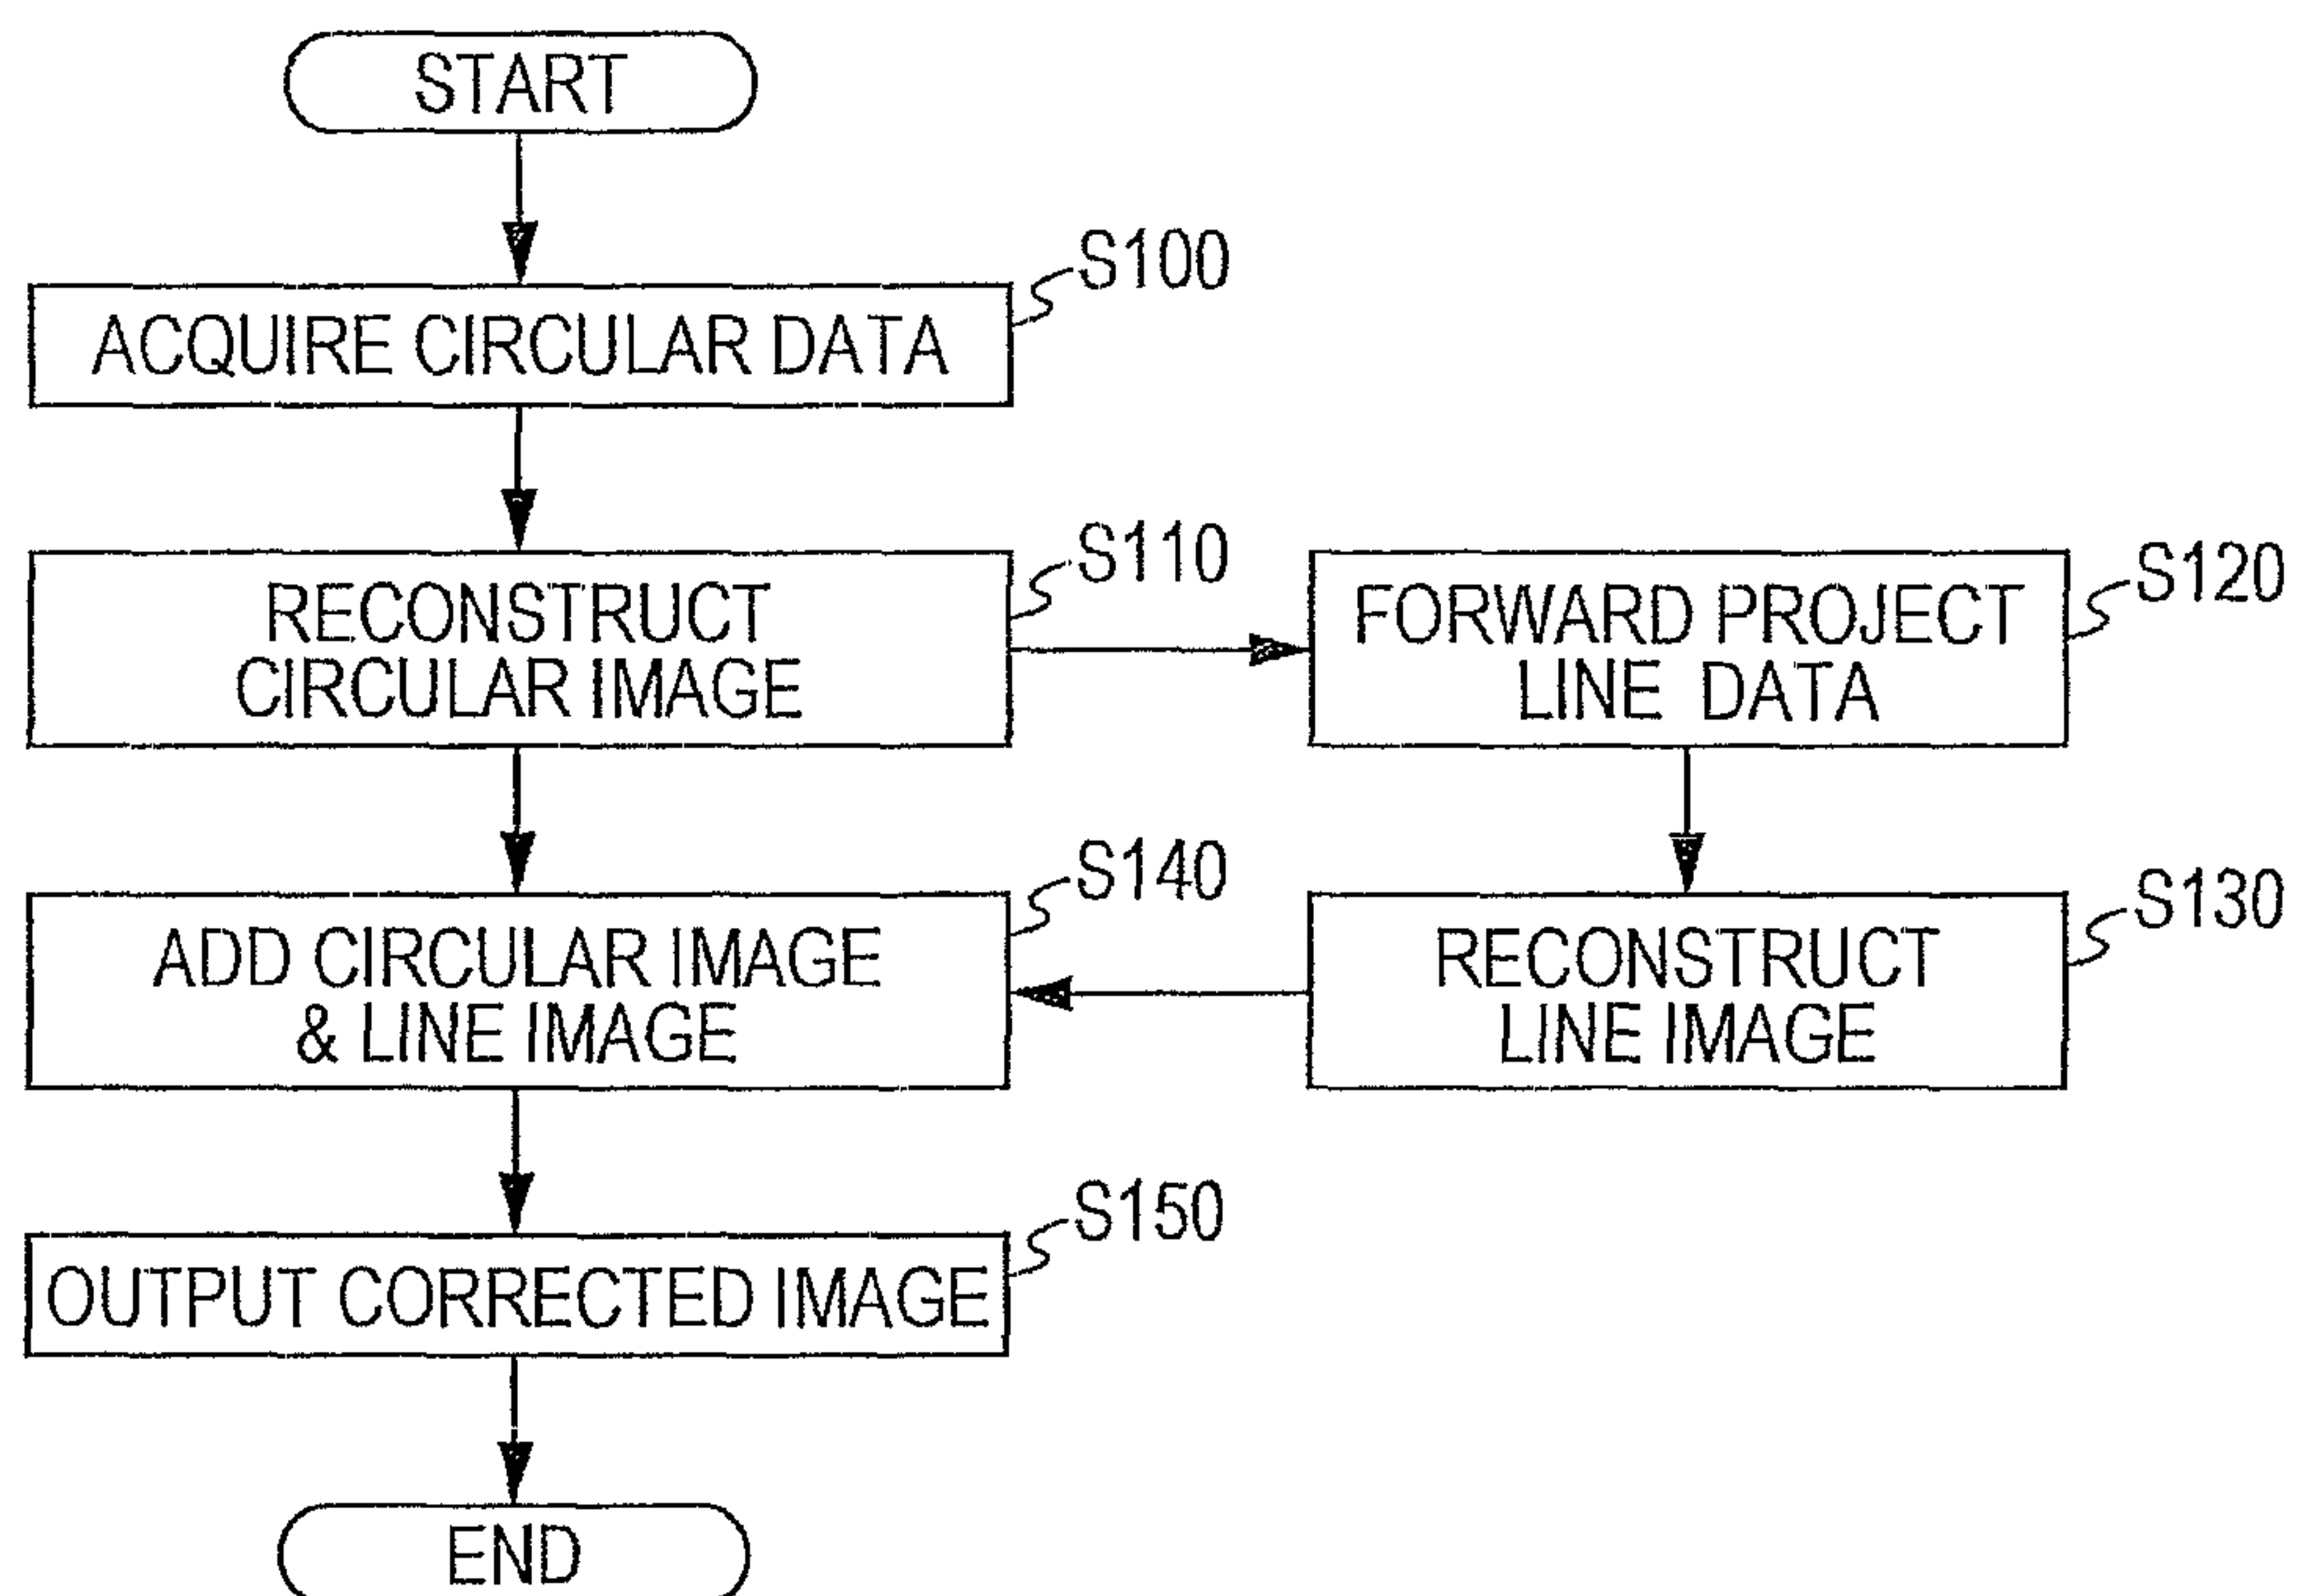 START
S100
ACQUIRE CIRCULAR DATA
S110
RECONSTRUCT
CIRCULAR IMAGE
S120
FORWARD PROJECT
LINE DATA
S140
ADD CIRCULAR IMAGE
& LINE IMAGE
S130
RECONSTRUCT
LINE IMAGE
S150
OUTPUT CORRECTED IMAGE
END